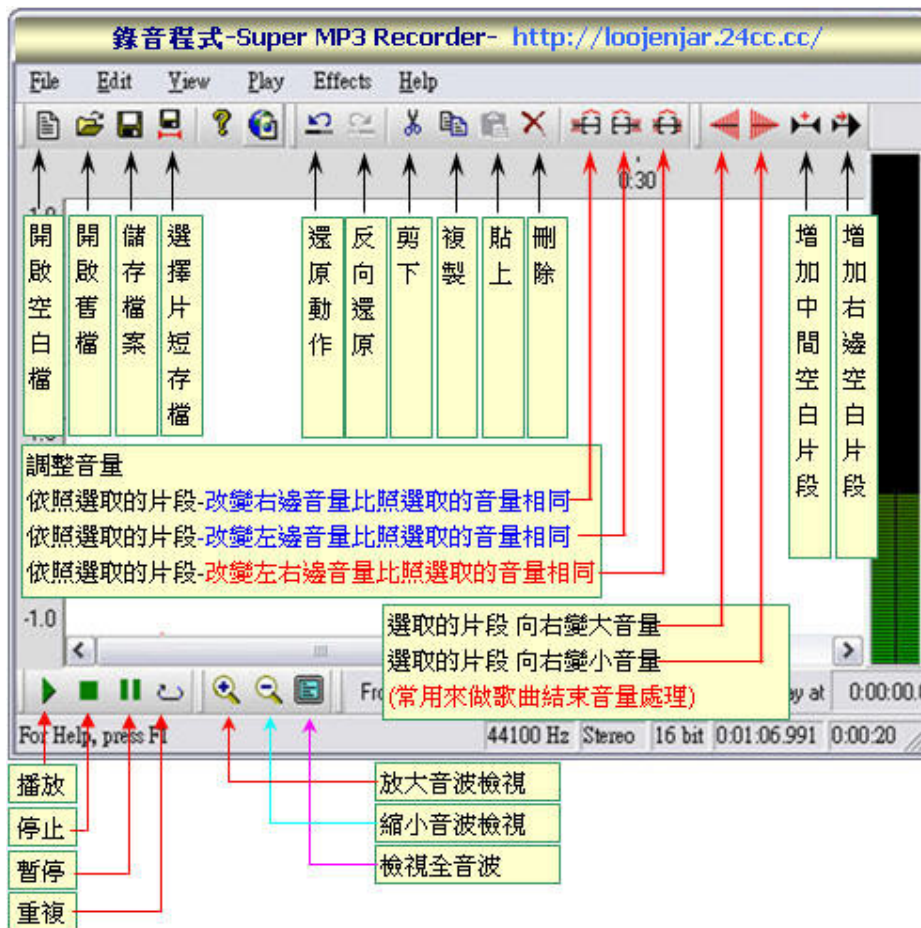 錄音程式-Super MP3 Recorder- http://loojenjar.24cc.cc/
File Edit View Play Effects Help
0:30
開啟空白檔
開啟舊檔
儲存檔案
選擇片短存檔
還原動作
反向還原
剪下
複製
貼上
刪除
增加中間空白片段
增加右邊空白片段
調整音量
依照選取的片段-改變右邊音量比照選取的音量相同
依照選取的片段-改變左邊音量比照選取的音量相同
依照選取的片段-改變左右邊音量比照選取的音量相同
-1.0
選取的片段 向右變大音量
選取的片段 向右變小音量
(常用來做歌曲結束音量處理)
at 0:00:00.0
For Help, press F1
44100 Hz Stereo 16 bit 0:01:06.991 0:00:20
播放
停止
暫停
重複
放大音波檢視
縮小音波檢視
檢視全音波